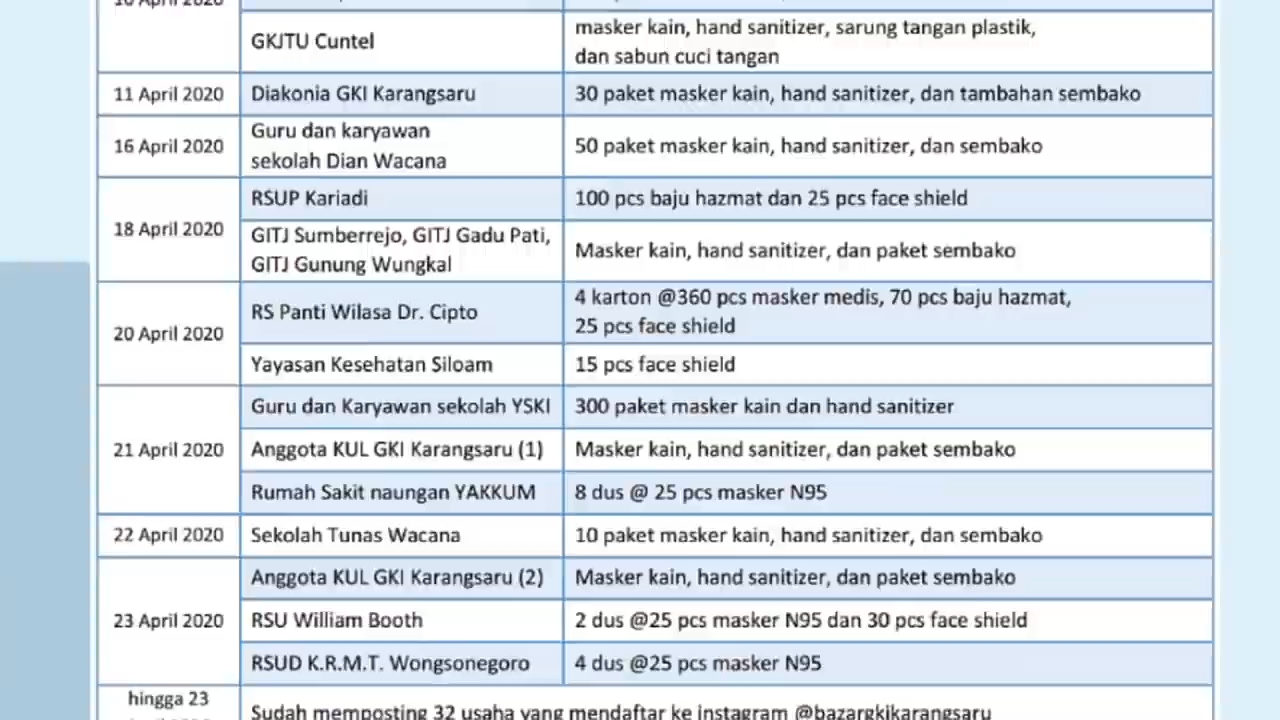 10 April 2020
GKJTU Cuntel
masker kain, hand sanitizer, sarung tangan plastik,
dan sabun cuci tangan
11 April 2020
Diakonia GKI Karangsaru
30 paket masker kain, hand sanitizer, dan tambahan sembako
16 April 2020
Guru dan karyawan
sekolah Dian Wacana
50 paket masker kain, hand sanitizer, dan sembako
18 April 2020
RSUP Kariadi
100 pcs baju hazmat dan 25 pcs face shield
GITJ Sumberrejo, GITJ Gadu Pati,
GITJ Gunung Wungkal
Masker kain, hand sanitizer, dan paket sembako
20 April 2020
RS Panti Wilasa Dr. Cipto
4 karton @360 pcs masker medis, 70 pcs baju hazmat,
25 pcs face shield
Yayasan Kesehatan Siloam
15 pcs face shield
21 April 2020
Guru dan Karyawan sekolah YSKI
300 paket masker kain dan hand sanitizer
Anggota KUL GKI Karangsaru (1)
Masker kain, hand sanitizer, dan paket sembako
Rumah Sakit naungan YAKKUM
8 dus @ 25 pcs masker N95
22 April 2020
Sekolah Tunas Wacana
10 paket masker kain, hand sanitizer, dan sembako
23 April 2020
Anggota KUL GKI Karangsaru (2)
Masker kain, hand sanitizer, dan paket sembako
RSU William Booth
2 dus @25 pcs masker N95 dan 30 pcs face shield
RSUD K.R.M.T. Wongsonegoro
4 dus @25 pcs masker N95
hingga 23
Sudah memposting 32 usaha yang mendaftar ke instagram @bazargkikarangsaru